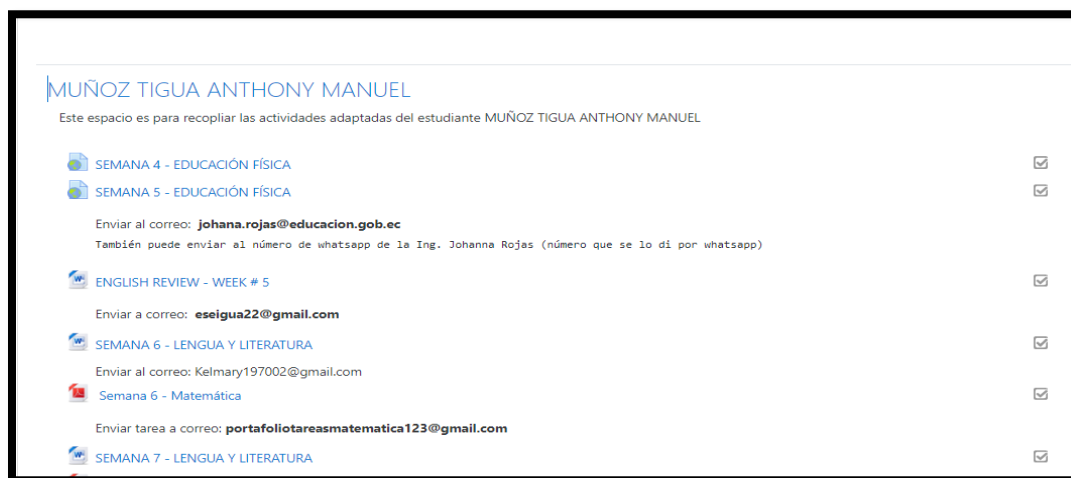 MUÑOZ TIGUA ANTHONY MANUEL
Este espacio es para recopliar las actividades adaptadas del estudiante MUÑOZ TIGUA ANTHONY MANUEL
SEMANA 4 - EDUCACIÓN FÍSICA
SEMANA 5 - EDUCACIÓN FÍSICA
Enviar al correo: johana.rojas@educacion.gob.ec
También puede enviar al número de whatsapp de la Ing. Johanna Rojas (número que se lo di por whatsapp)
ENGLISH REVIEW - WEEK # 5
Enviar a correo: eseigua22@gmail.com
SEMANA 6 - LENGUA Y LITERATURA
Enviar al correo: Kelmary197002@gmail.com
Semana 6 - Matemática
Enviar tarea a correo: portafoliotareasmatematica123@gmail.com
SEMANA 7 - LENGUA Y LITERATURA